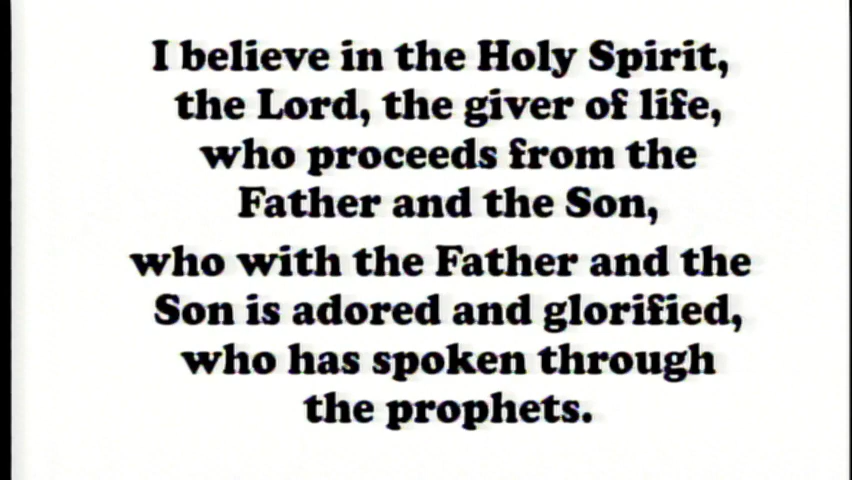 I believe in the Holy Spirit,
the Lord, the giver of life,
who proceeds from the
Father and the Son,
who with the Father and the
Son is adored and glorified,
who has spoken through
the prophets.